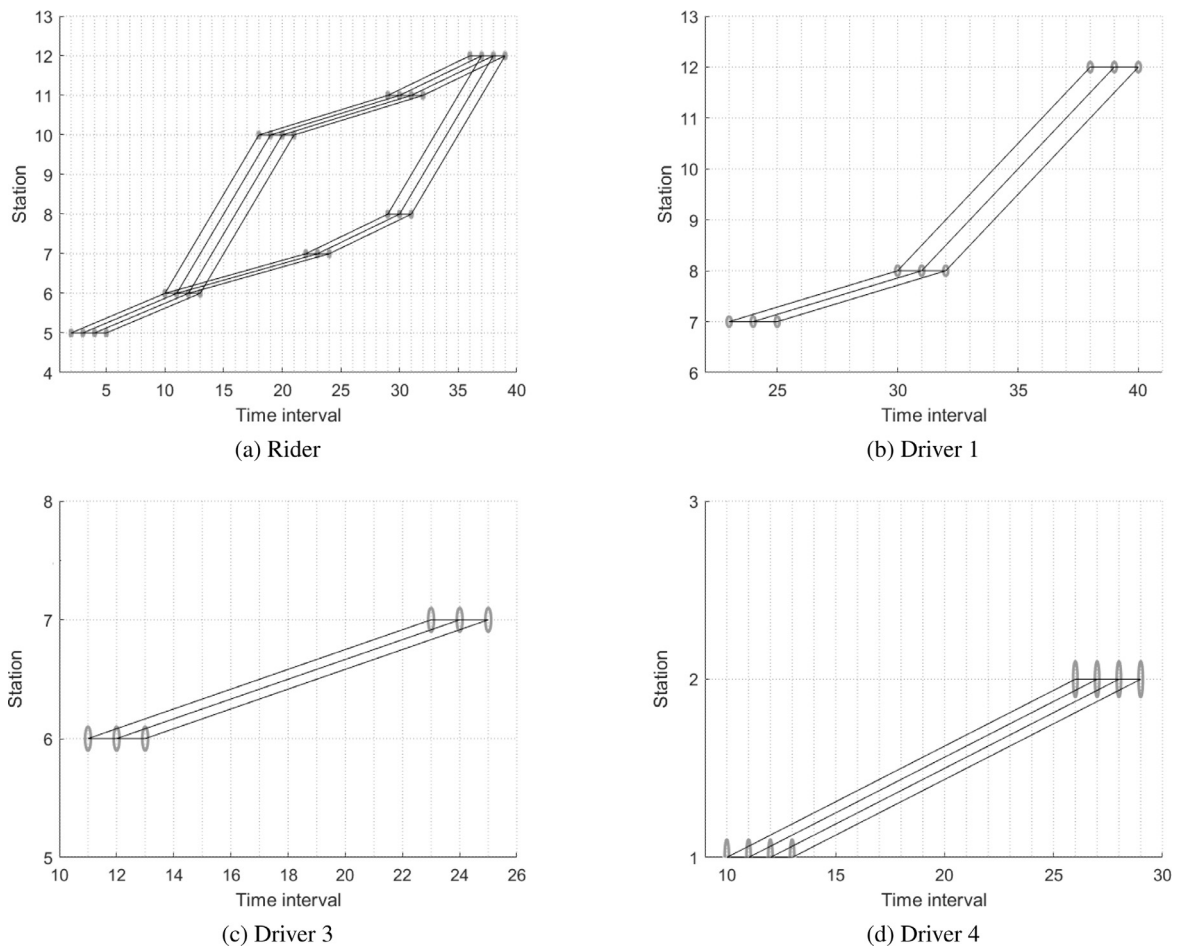 13
12
11
10
9
8
7
6
5
4
Station
5 10 15 20 25 30 35 40
Time interval
(a) Rider
13
12
11
10
9
8
7
6
Station
25 30 35 40
Time interval
(b) Driver 1
8
7
6
5
Station
10 12 14 16 18 20 22 24 26
Time interval
(c) Driver 3
3
2
1
Station
10 15 20 25 30
Time interval
(d) Driver 4